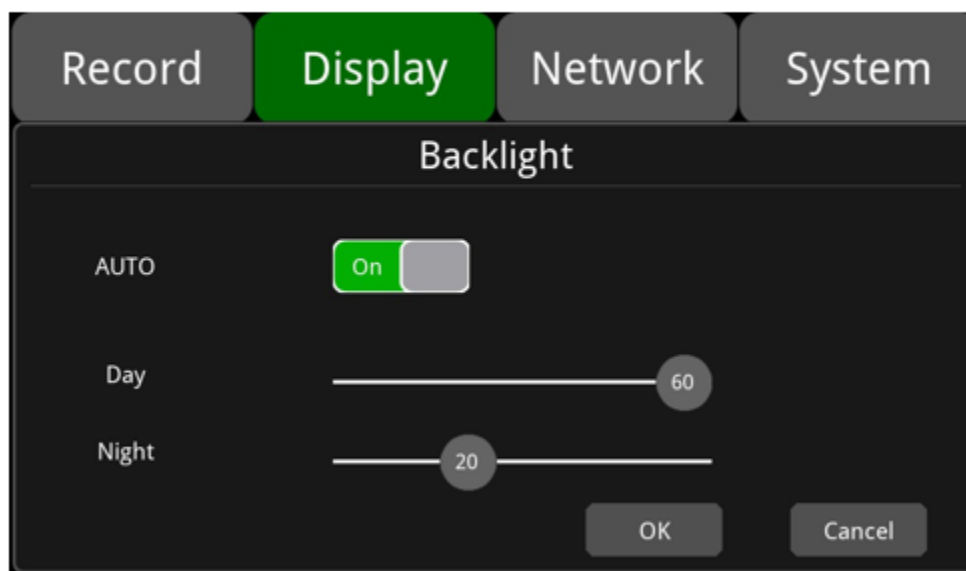 Record Display Network System
Backlight
AUTO On
Day 60
Night 20
OK Cancel